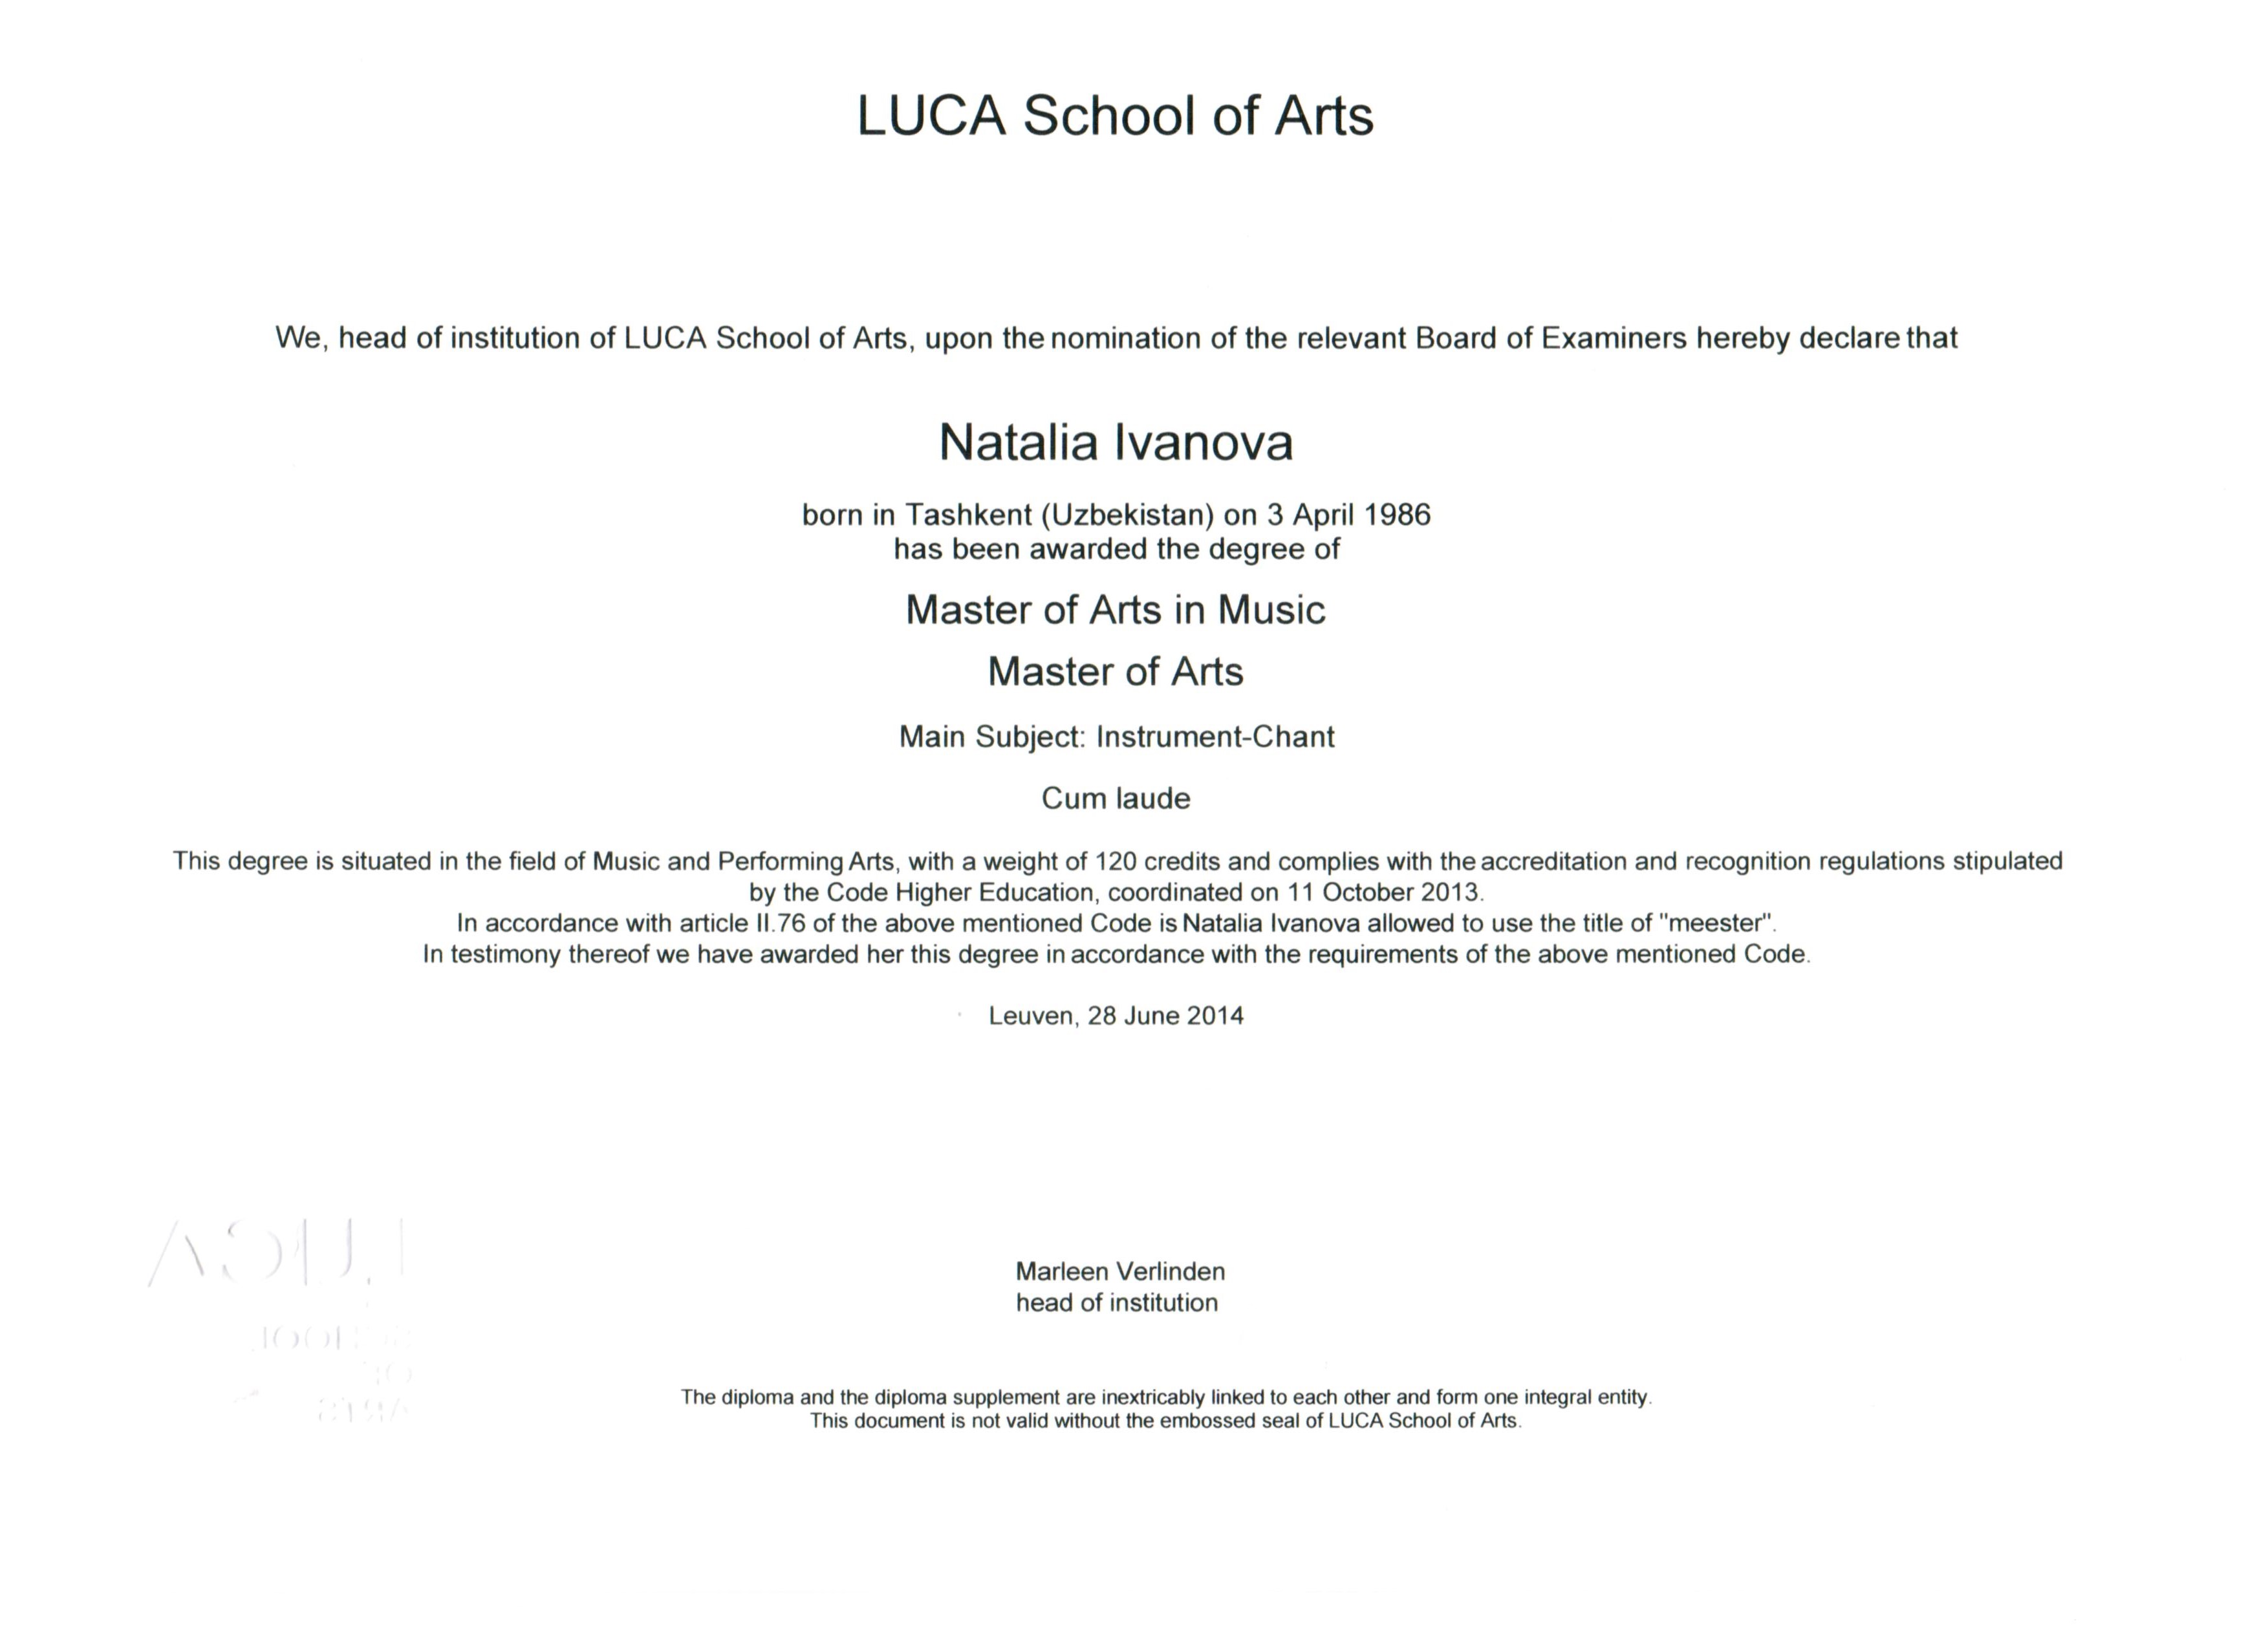 LUCA School of Arts
We, head of institution of LUCA School of Arts, upon the nomination of the relevant Board of Examiners hereby declare that
Natalia Ivanova
born in Tashkent (Uzbekistan) on 3 April 1986
has been awarded the degree of
Master of Arts in Music
Master of Arts
Main Subject: Instrument-Chant
Cum laude
This degree is situated in the field of Music and Performing Arts, with a weight of 120 credits and complies with the accreditation and recognition regulations stipulated
by the Code Higher Education, coordinated on 11 October 2013.
In accordance with article II.76 of the above mentioned Code is Natalia Ivanova allowed to use the title of "meester".
In testimony thereof we have awarded her this degree in accordance with the requirements of the above mentioned Code.
Leuven, 28 June 2014
LUCA
SCHOOL
OF
ARTS
Marleen Verlinden
head of institution
The diploma and the diploma supplement are inextricably linked to each other and form one integral entity.
This document is not valid without the embossed seal of LUCA School of Arts.